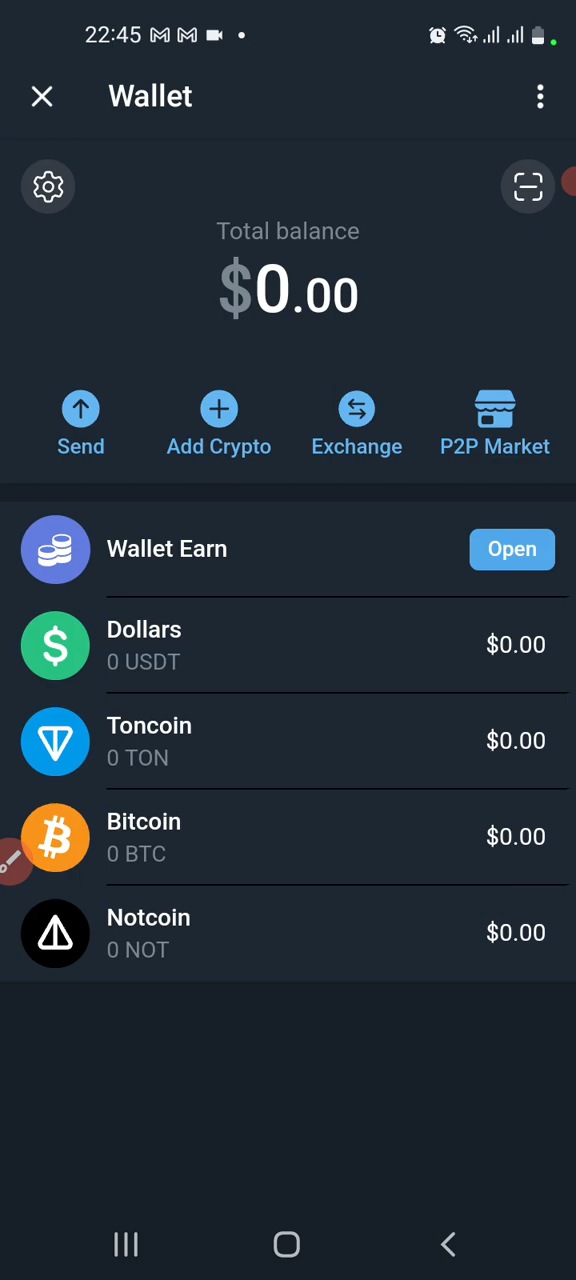 22:45
Wallet
Total balance
$0.00
Send
Add Crypto
Exchange
P2P Market
Wallet Earn
Open
Dollars
$0.00
0 USDT
Toncoin
$0.00
0 TON
Bitcoin
$0.00
0 BTC
Notcoin
$0.00
0 NOT